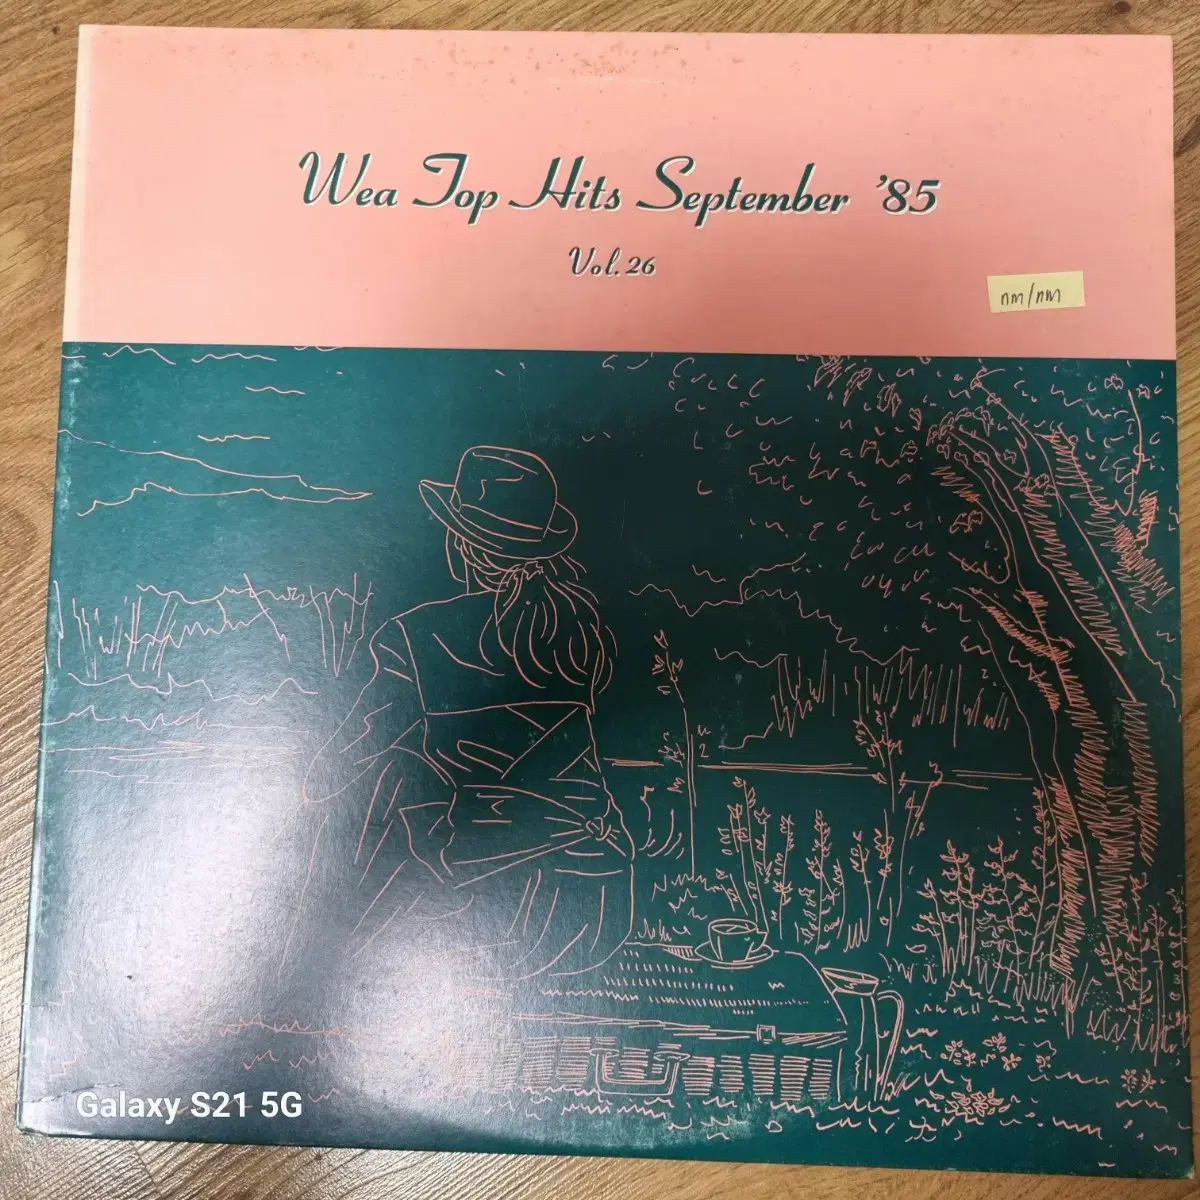 Wea Top Hits September '85
Vol. 26
nm/nm
Galaxy S21 5G